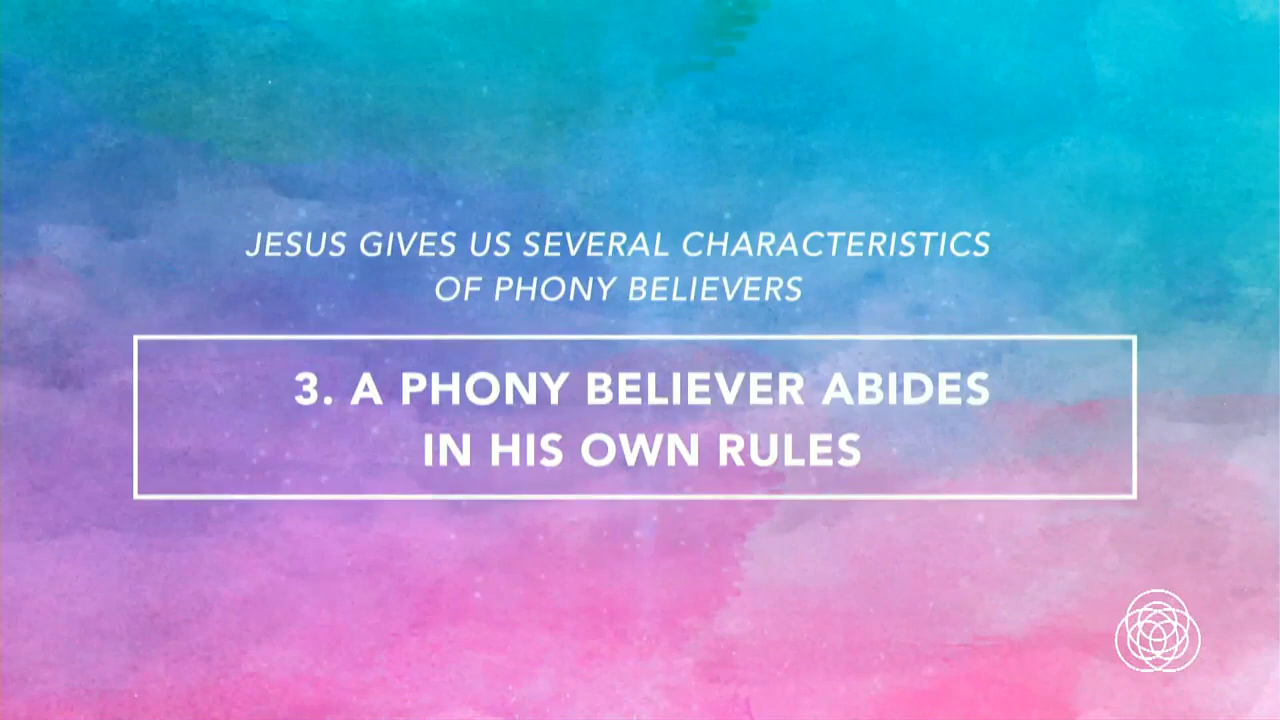 JESUS GIVES US SEVERAL CHARACTERISTICS
OF PHONY BELIEVERS
3. A PHONY BELIEVER ABIDES
IN HIS OWN RULES